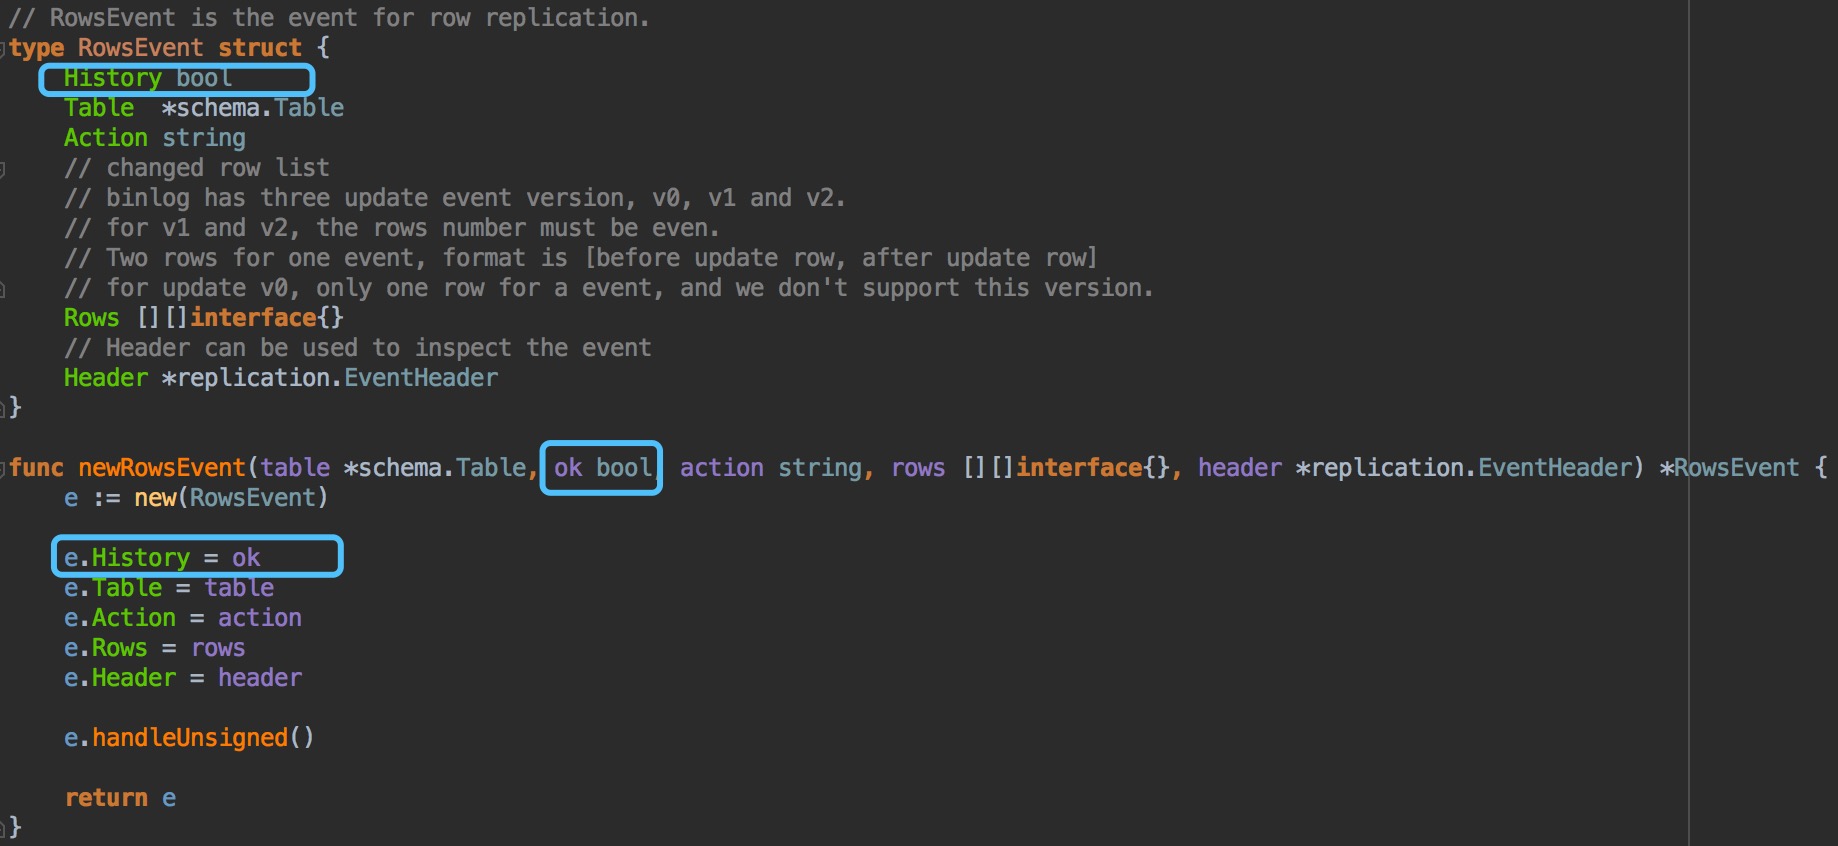 // RowsEvent is the event for row replication.
type RowsEvent struct {
    History bool
    Table  *schema.Table
    Action string
    // changed row list
    // binlog has three update event version, v0, v1 and v2.
    // for v1 and v2, the rows number must be even.
    // Two rows for one event, format is [before update row, after update row]
    // for update v0, only one row for a event, and we don't support this version.
    Rows [][]interface{}
    // Header can be used to inspect the event
    Header *replication.EventHeader
}
func newRowsEvent(table *schema.Table, ok bool, action string, rows [][]interface{}, header *replication.EventHeader) *RowsEvent {
    e := new(RowsEvent)
    e.History = ok
    e.Table = table
    e.Action = action
    e.Rows = rows
    e.Header = header
    e.handleUnsigned()
    return e
}